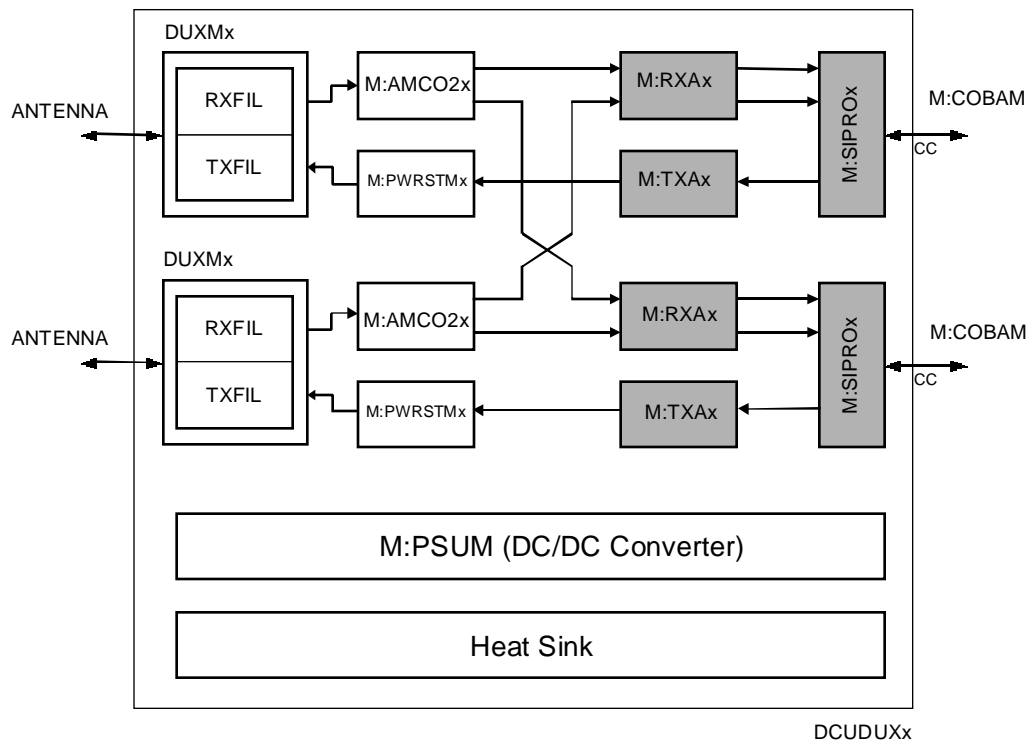 DUXMx
ANTENNA
RXFIL
TXFIL
M:AMCO2x
M:PWRSTMx
M:RXAx
M:TXAx
M:SIPROx
M:COBAM
CC
DUXMx
ANTENNA
RXFIL
TXFIL
M:AMCO2x
M:PWRSTMx
M:RXAx
M:TXAx
M:SIPROx
M:COBAM
CC
M:PSUM (DC/DC Converter)
Heat Sink
DCUDUXx